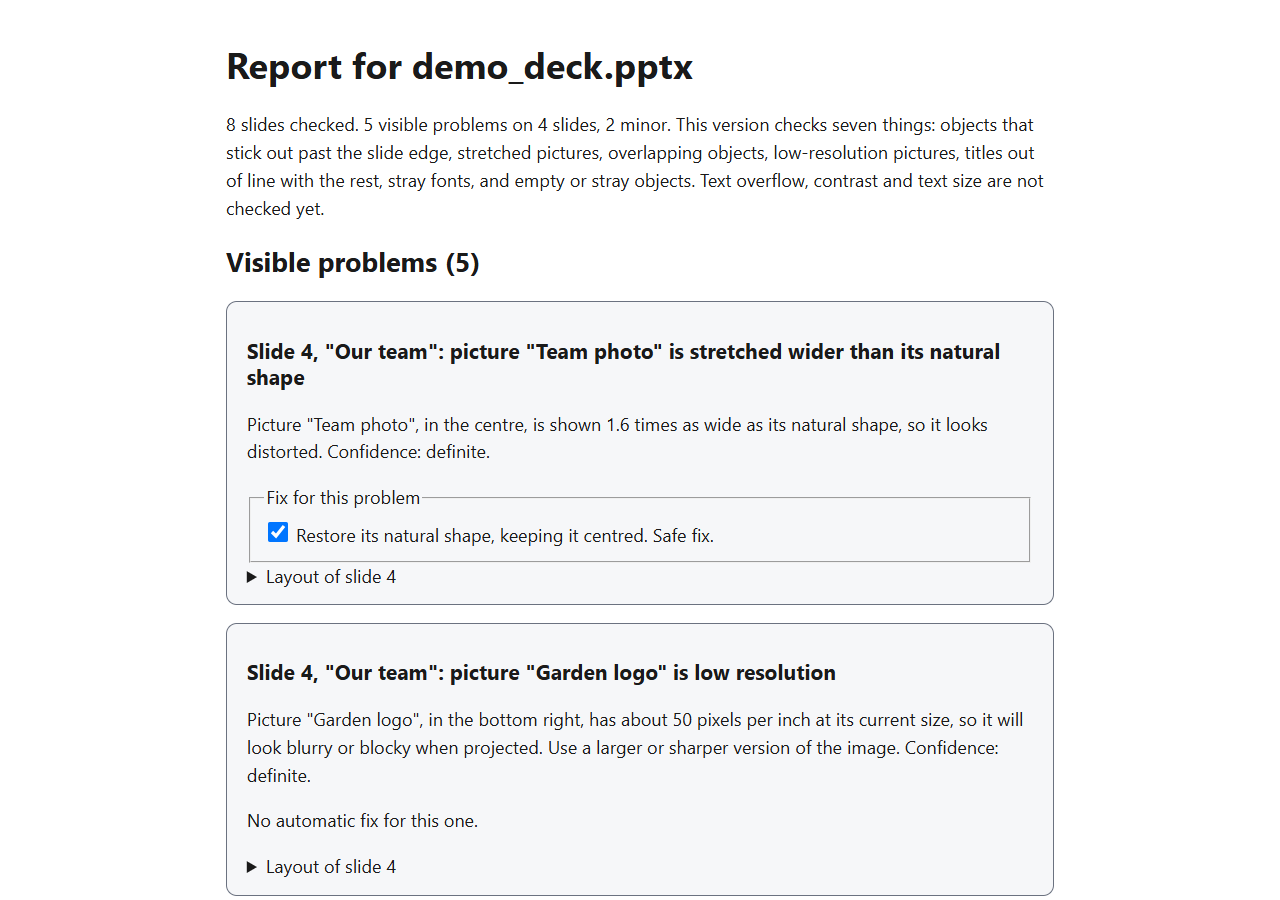 Report for demo_deck.pptx
8 slides checked. 5 visible problems on 4 slides, 2 minor. This version checks seven things: objects that
stick out past the slide edge, stretched pictures, overlapping objects, low-resolution pictures, titles out
of line with the rest, stray fonts, and empty or stray objects. Text overflow, contrast and text size are not
checked yet.
Visible problems (5)
Slide 4, "Our team": picture "Team photo" is stretched wider than its natural
shape
Picture "Team photo", in the centre, is shown 1.6 times as wide as its natural shape, so it looks
distorted. Confidence: definite.
Fix for this problem
Restore its natural shape, keeping it centred. Safe fix.
Layout of slide 4
Slide 4, "Our team": picture "Garden logo" is low resolution
Picture "Garden logo", in the bottom right, has about 50 pixels per inch at its current size, so it will
look blurry or blocky when projected. Use a larger or sharper version of the image. Confidence:
definite.
No automatic fix for this one.
Layout of slide 4